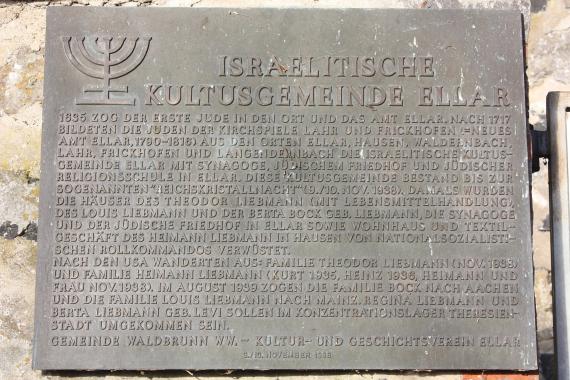 ISRAELITISCHE
KULTUSGEMEINDE ELLAR
1635 ZOG DER ERSTE JUDE IN DEN ORT UND DAS AMT ELLAR. NACH 1717
BILDETEN DIE JUDEN DER KIRCHSPIELE LAHR UND FRICKHOFEN (=NEUES
AMT ELLAR, 1790-1816) AUS DEN ORTEN ELLAR, HAUSEN, WALDERNBACH,
LAHR, FRICKHOFEN UND LANGENDERNBACH DIE ISRAELITISCHE KULTUS-
GEMEINDE ELLAR MIT SYNAGOGE, JÜDISCHEM FRIEDHOF UND JÜDISCHER
RELIGIONSSCHULE IN ELLAR. DIESE KULTUSGEMEINDE BESTAND BIS ZUR
SOGENANNTEN "REICHSKRISTALLNACHT" (9./10. NOV. 1938). DAMALS WURDEN
DIE HÄUSER DES THEODOR LIEBMANN (MIT LEBENSMITTELHANDLUNG),
DES LOUIS LIEBMANN UND DER BERTA BOCK GEB. LIEBMANN, DIE SYNAGOGE
UND DER JÜDISCHE FRIEDHOF IN ELLAR SOWIE WOHNHAUS UND TEXTIL-
GESCHÄFT DES HEIMANN LIEBMANN IN HAUSEN VON NATIONALSOZIALISTI-
SCHEN ROLLKOMMANDOS VERWÜSTET.
NACH DEN USA WANDERTEN AUS: FAMILIE THEODOR LIEBMANN (NOV. 1938)
UND FAMILIE HEIMANN LIEBMANN (KURT 1935, HEINZ 1936, HEIMANN UND
FRAU NOV. 1938). IM AUGUST 1939 ZOGEN DIE FAMILIE BOCK NACH AACHEN
UND DIE FAMILIE LOUIS LIEBMANN NACH MAINZ. REGINA LIEBMANN UND
BERTA LIEBMANN GEB. LEVI SOLLEN IM KONZENTRATIONSLAGER THERESIEN-
STADT UMGEKOMMEN SEIN.
GEMEINDE WALDBRUNN WW. - KULTUR- UND GESCHICHTSVEREIN ELLAR
9./10. NOVEMBER 1988